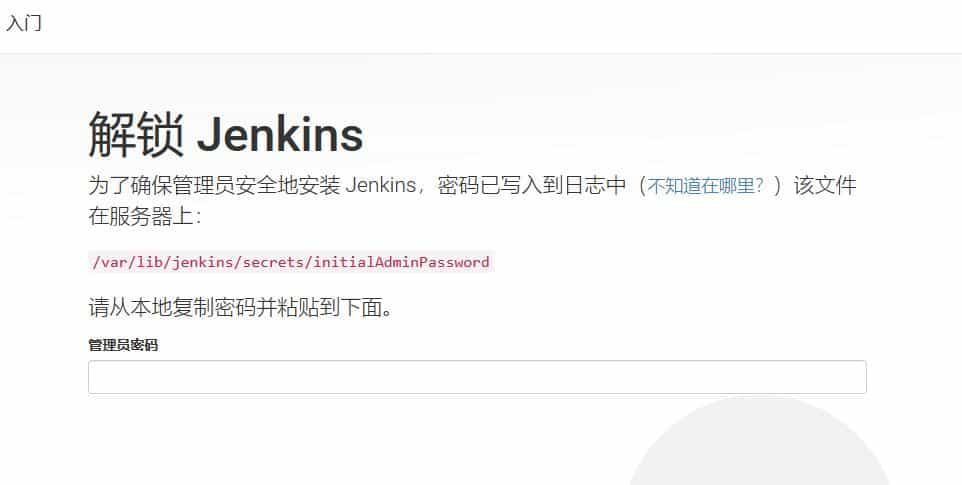 入门
解锁 Jenkins
为了确保管理员安全地安装 Jenkins，密码已写入到日志中（不知道在哪里？）该文件
在服务器上：
/var/lib/jenkins/secrets/initialAdminPassword
请从本地复制密码并粘贴到下面。
管理员密码